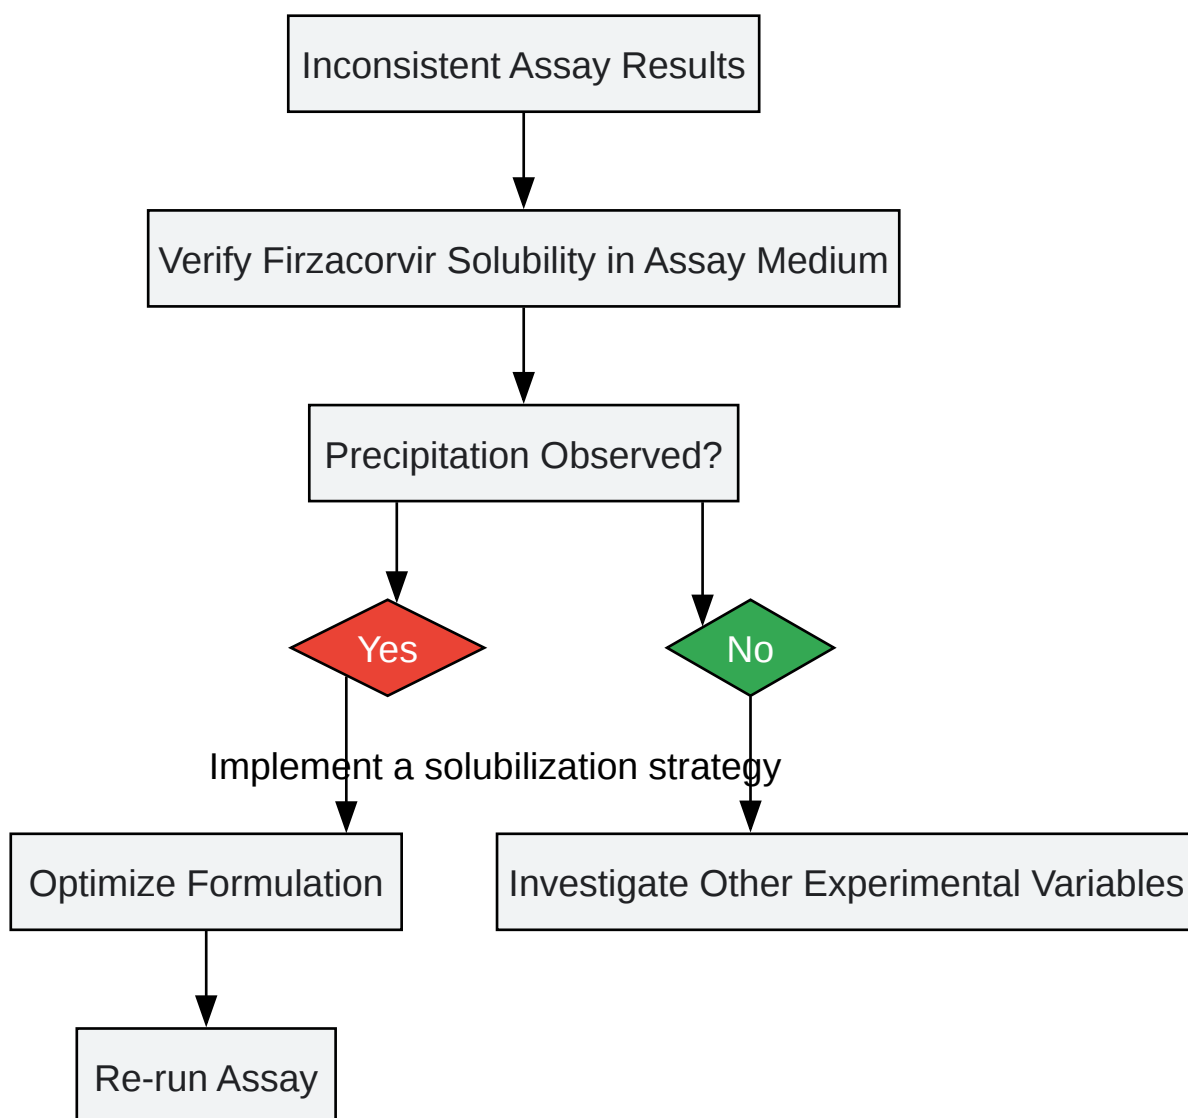 Inconsistent Assay Results
Verify Firzacorvir Solubility in Assay Medium
Precipitation Observed?
Yes
No
Implement a solubilization strategy
Optimize Formulation
Investigate Other Experimental Variables
Re-run Assay